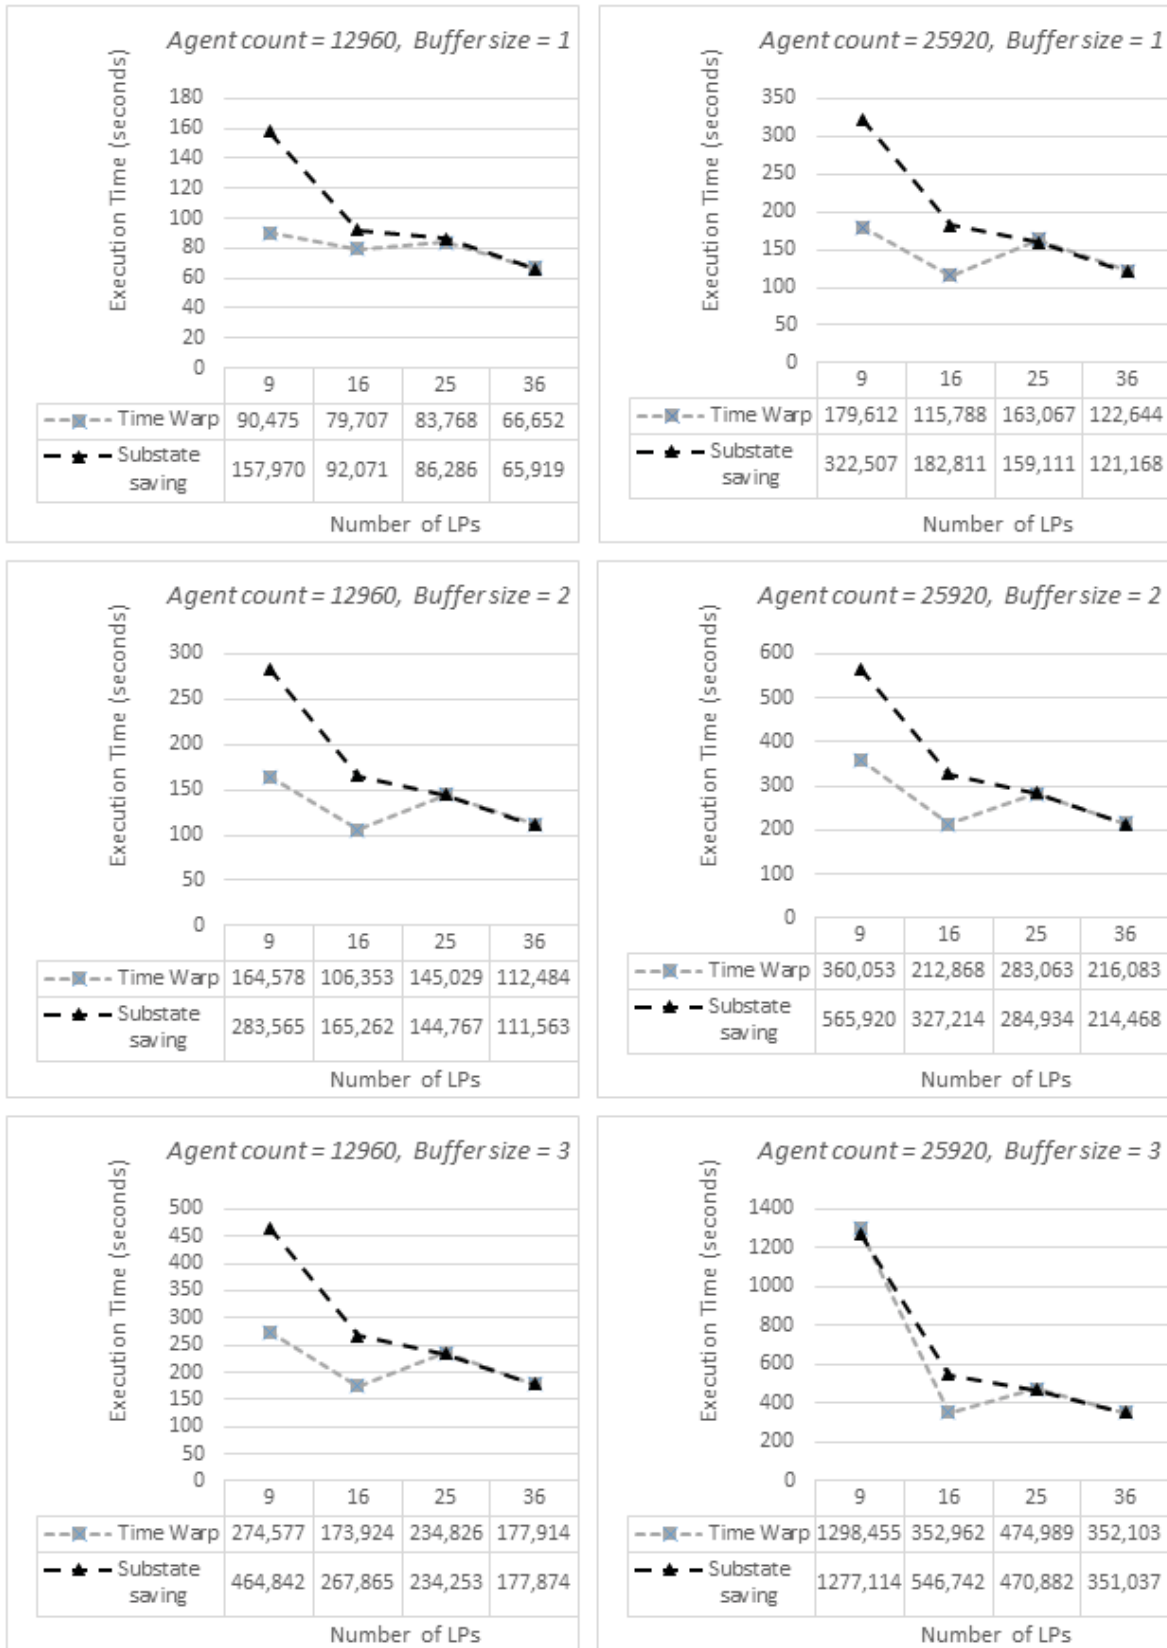 Agent count = 12960, Buffer size = 1
Execution Time (seconds)
180
160
140
120
100
80
60
40
20
0
9 16 25 36
Time Warp 90,475 79,707 83,768 66,652
Substate
saving 157,970 92,071 86,286 65,919
Number of LPs
Agent count = 25920, Buffer size = 1
Execution Time (seconds)
350
300
250
200
150
100
50
0
9 16 25 36
Time Warp 179,612 115,788 163,067 122,644
Substate
saving 322,507 182,811 159,111 121,168
Number of LPs
Agent count = 12960, Buffer size = 2
Execution Time (seconds)
300
250
200
150
100
50
0
9 16 25 36
Time Warp 164,578 106,353 145,029 112,484
Substate
saving 283,565 165,262 144,767 111,563
Number of LPs
Agent count = 25920, Buffer size = 2
Execution Time (seconds)
600
500
400
300
200
100
0
9 16 25 36
Time Warp 360,053 212,868 283,063 216,083
Substate
saving 565,920 327,214 284,934 214,468
Number of LPs
Agent count = 12960, Buffer size = 3
Execution Time (seconds)
500
450
400
350
300
250
200
150
100
50
0
9 16 25 36
Time Warp 274,577 173,924 234,826 177,914
Substate
saving 464,842 267,865 234,253 177,874
Number of LPs
Agent count = 25920, Buffer size = 3
Execution Time (seconds)
1400
1200
1000
800
600
400
200
0
9 16 25 36
Time Warp 1298,455 352,962 474,989 352,103
Substate
saving 1277,114 546,742 470,882 351,037
Number of LPs